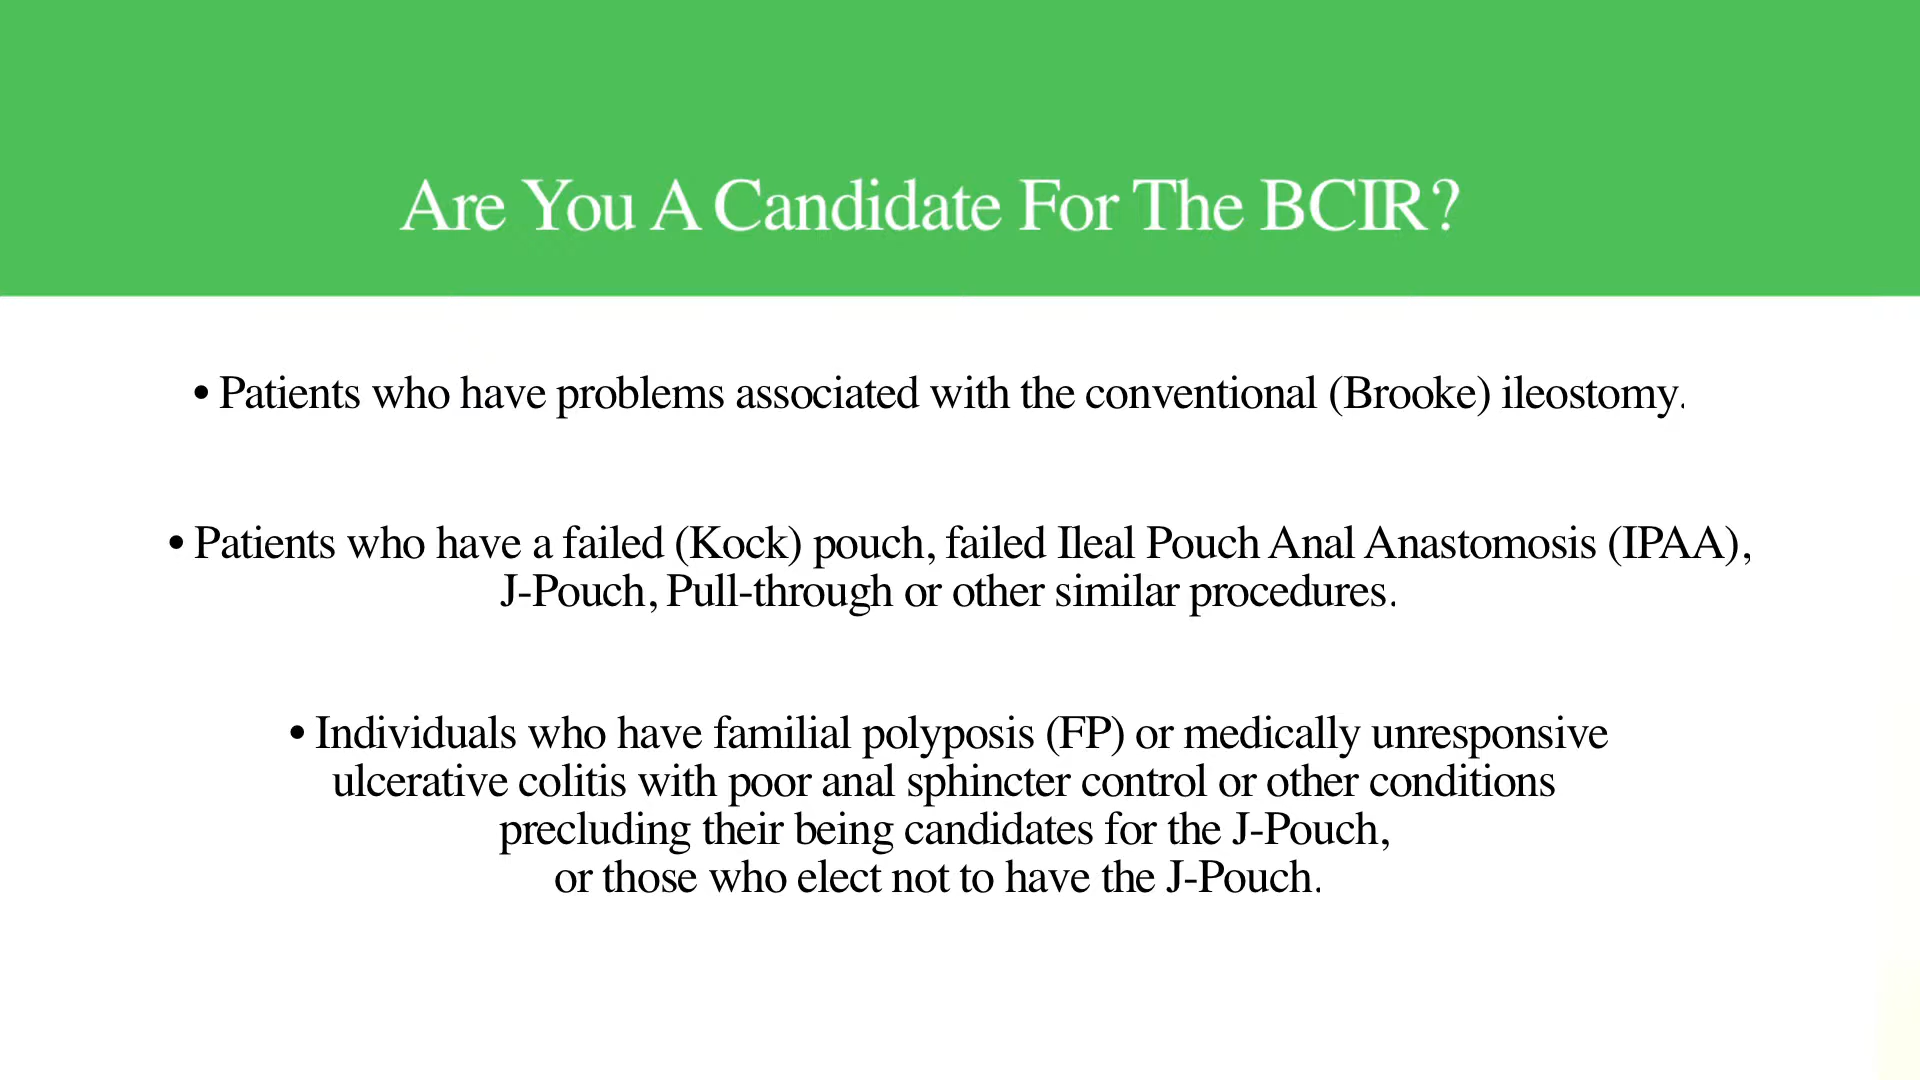 Are You A Candidate For The BCIR?
• Patients who have problems associated with the conventional (Brooke) ileostomy.
• Patients who have a failed (Kock) pouch, failed Ileal Pouch Anal Anastomosis (IPAA),
J-Pouch, Pull-through or other similar procedures.
• Individuals who have familial polyposis (FP) or medically unresponsive
ulcerative colitis with poor anal sphincter control or other conditions
precluding their being candidates for the J-Pouch,
or those who elect not to have the J-Pouch.